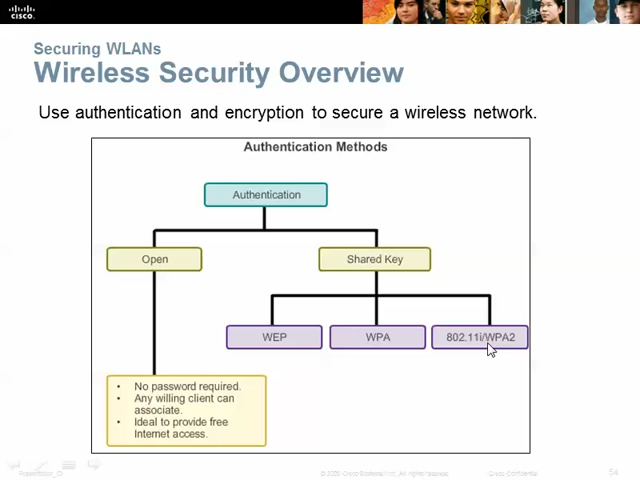 CISCO.
Securing WLANs
Wireless Security Overview
Use authentication and encryption to secure a wireless network.
Authentication Methods
Authentication
Open
Shared Key
WEP
WPA
802.11i/WPA2
• No password required.
• Any willing client can
associate.
• Ideal to provide free
Internet access.
Presentation_ID
Cisco Confidential
54